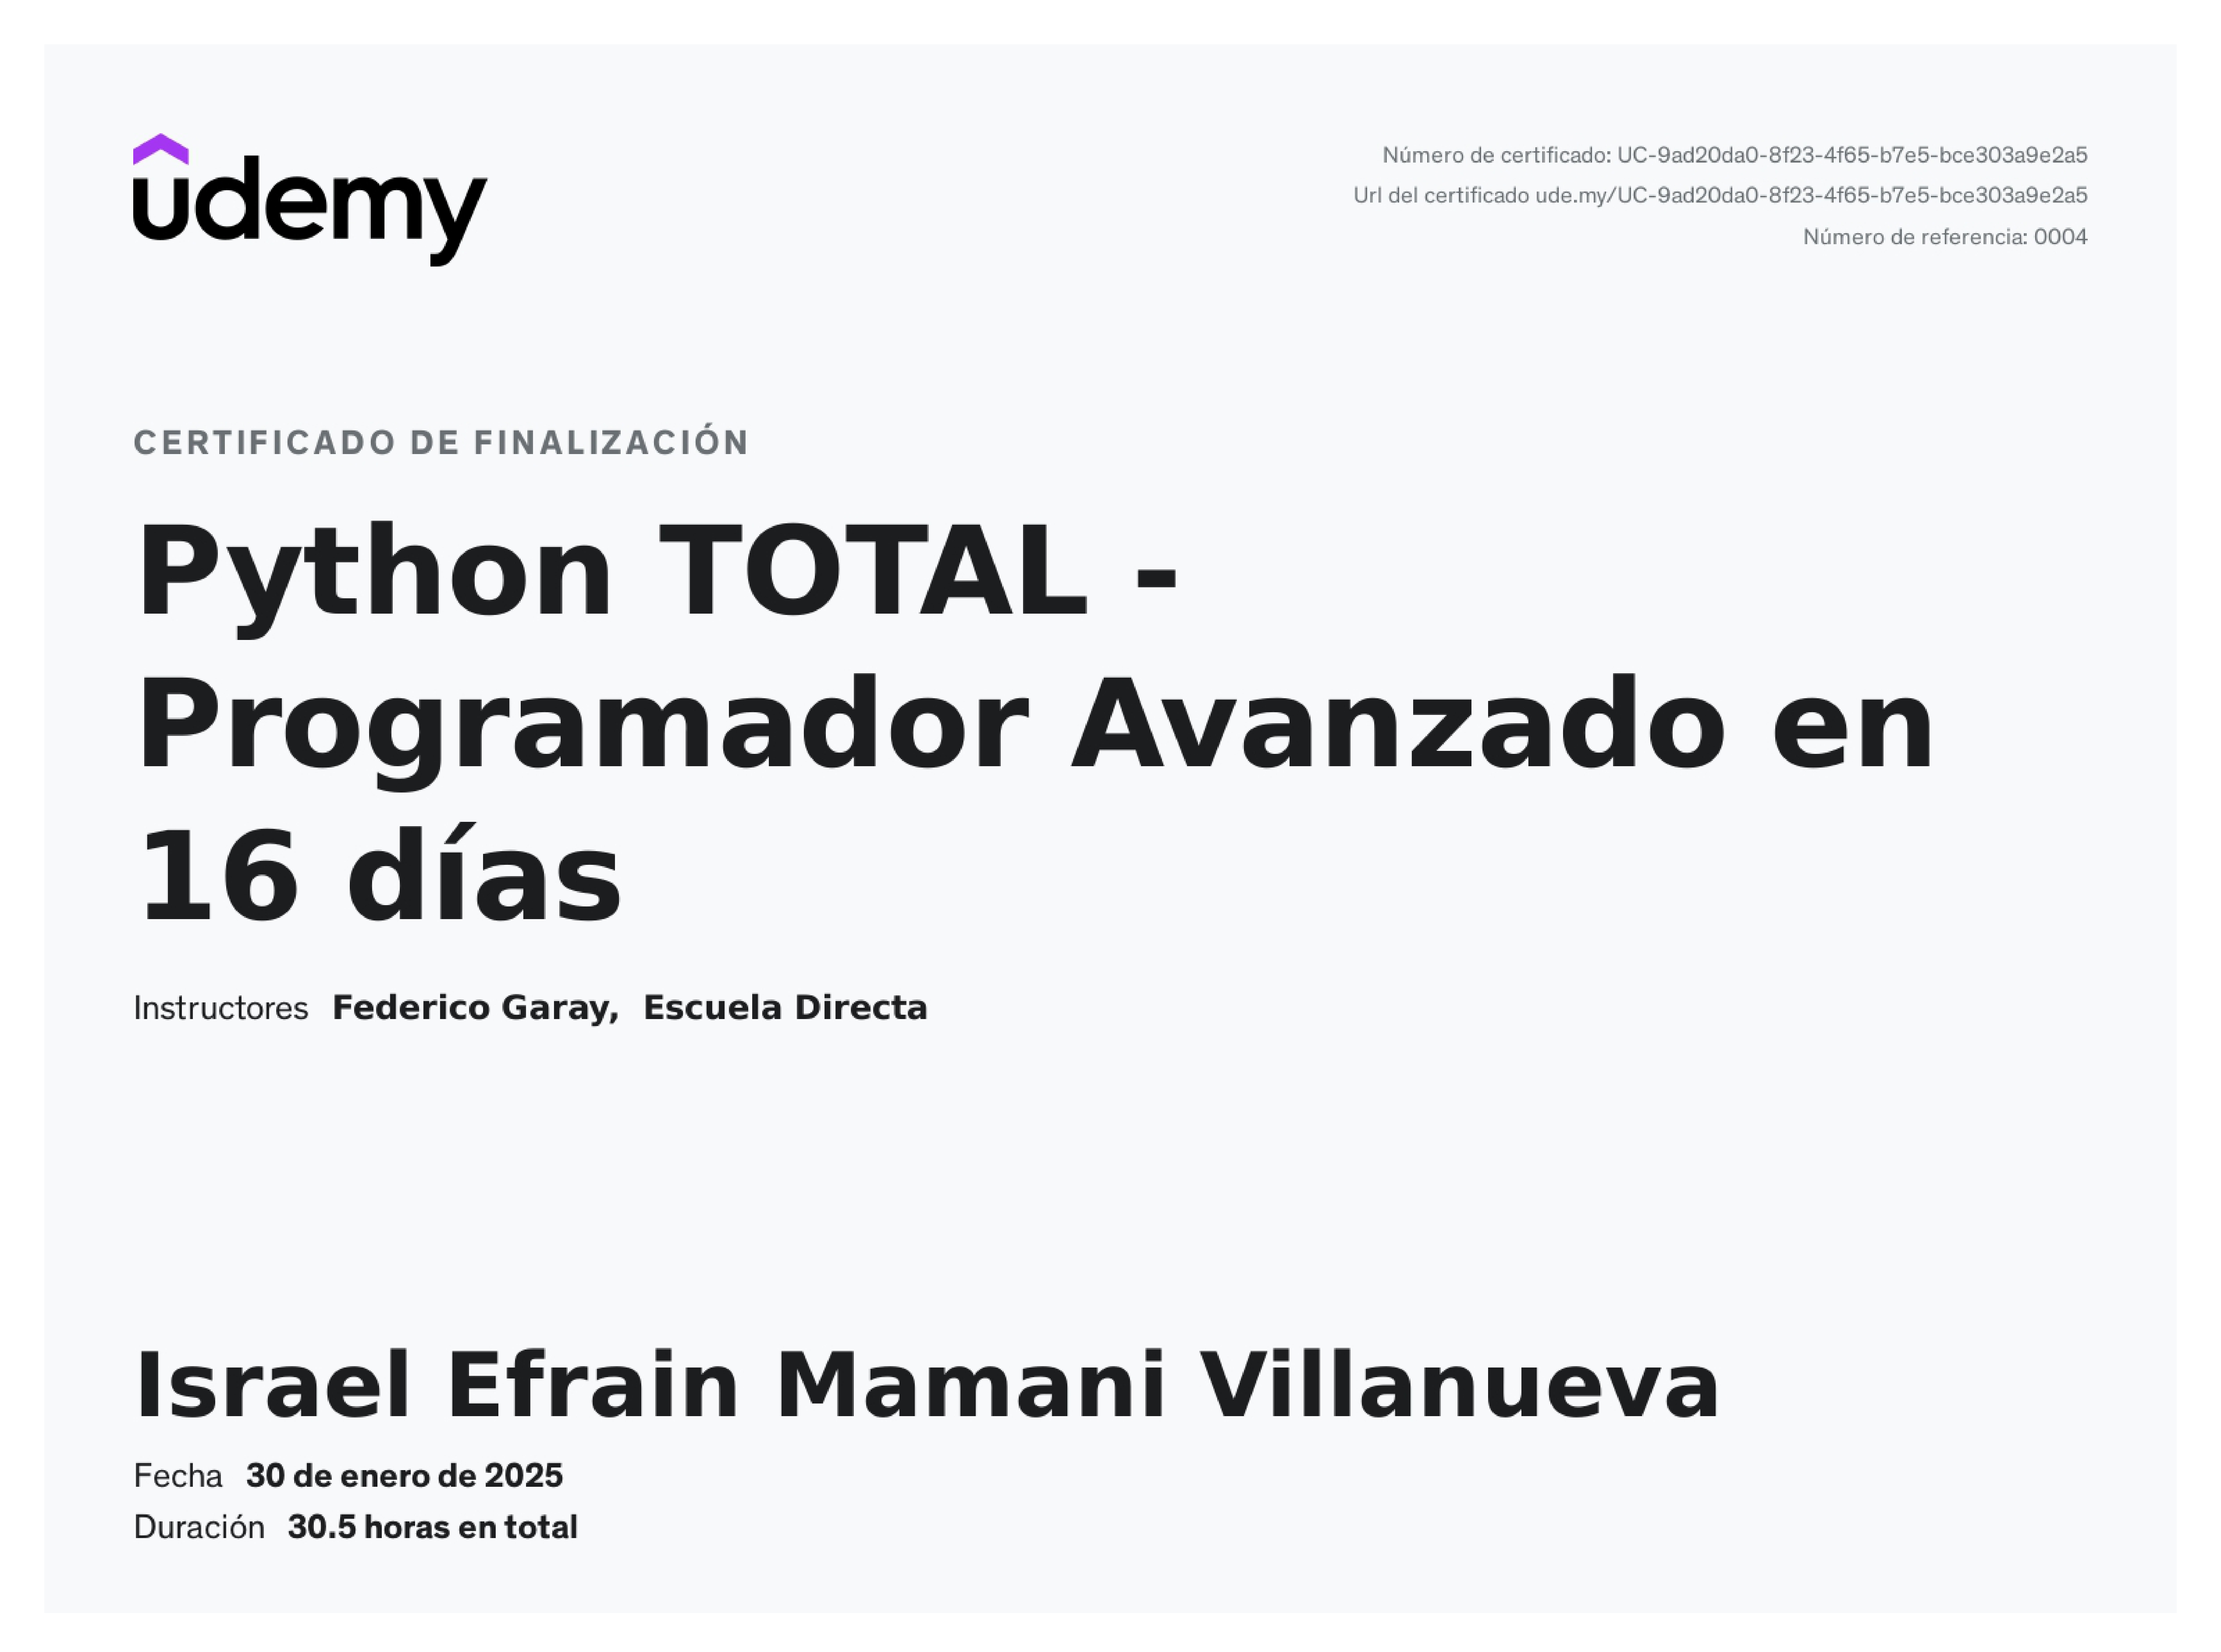 udemy
Número de certificado: UC-9ad20da0-8f23-4f65-b7e5-bce303a9e2a5
Url del certificado ude.my/UC-9ad20da0-8f23-4f65-b7e5-bce303a9e2a5
Número de referencia: 0004
CERTIFICADO DE FINALIZACIÓN
Python TOTAL -
Programador Avanzado en
16 días
Instructores Federico Garay, Escuela Directa
Israel Efrain Mamani Villanueva
Fecha 30 de enero de 2025
Duración 30.5 horas en total